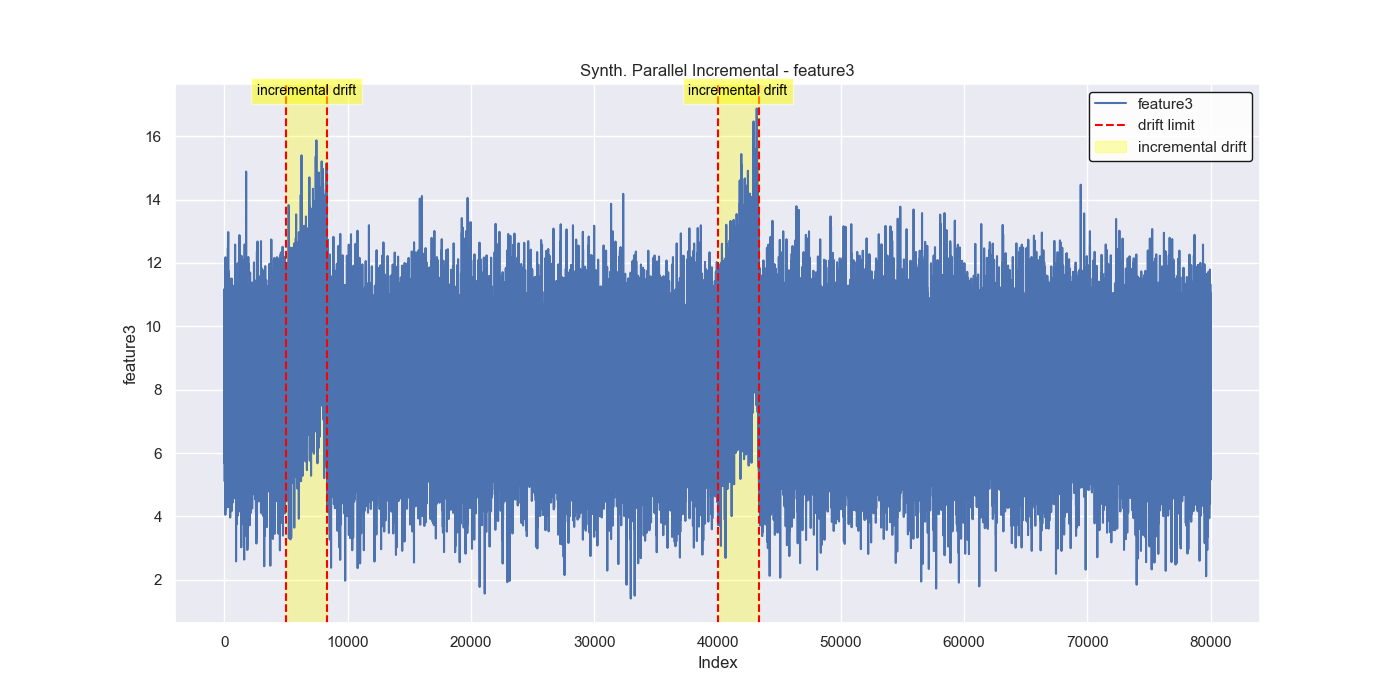 Synth. Parallel Incremental - feature3
incremental drift
incremental drift
feature3
drift limit
incremental drift
16
14
12
10
8
6
4
2
feature3
0
10000
20000
30000
40000
50000
60000
70000
80000
Index